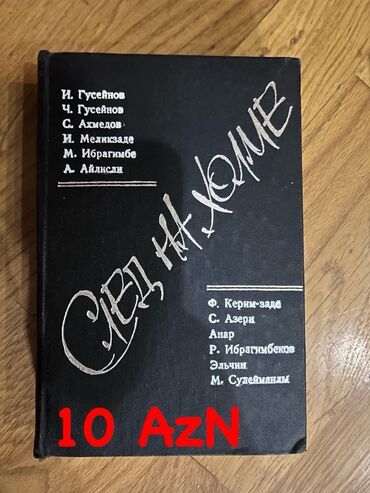 И. Гусейнов
Ч. Гусейнов
С. Ахмедов
И. Меликзаде
М. Ибрагимбе
А. Айлисли
СЛЕД НА ХОЛМЕ
Ф. Керим-заде
С. Азери
Анар
Р. Ибрагимбеков
Эльчин
М. Сулейманлы
10 AzN